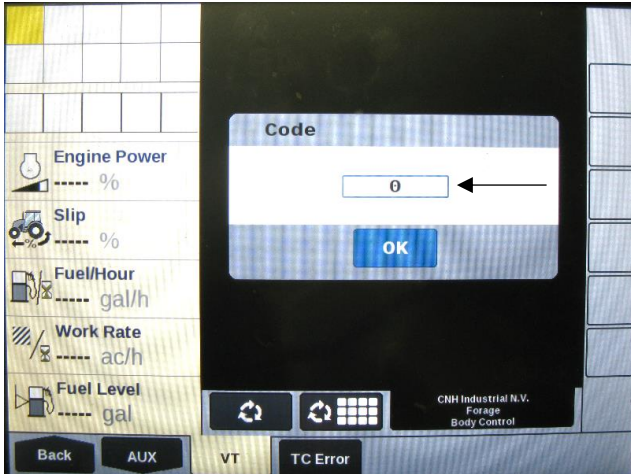 Code
0
OK
Engine Power
----- %
Slip
%
----- %
Fuel/Hour
----- gal/h
Work Rate
----- ac/h
Fuel Level
----- gal
CNH Industrial N.V.
Forage
Body Control
Back
AUX
VT
TC Error